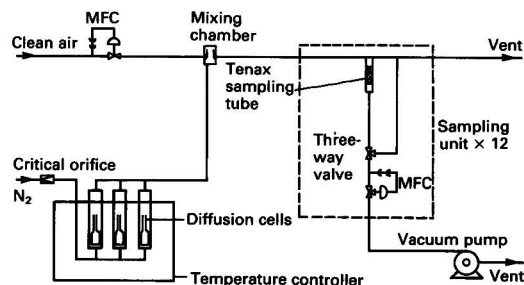 MFC
Clean air
Mixing
chamber
Vent
Tenax
sampling
tube
Sampling
unit × 12
Three-
way
valve
MFC
Critical orifice
N₂
Diffusion cells
Vacuum pump
Vent
Temperature controller